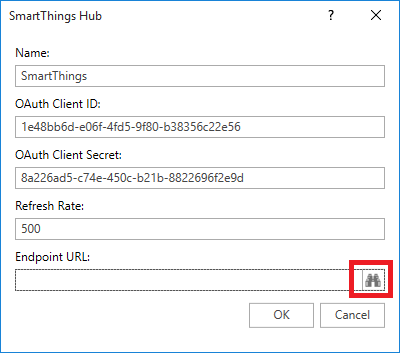 SmartThings Hub
?
Name:
SmartThings
OAuth Client ID:
1e48bb6d-e06f-4fd5-9f80-b38356c22e56
OAuth Client Secret:
8a226ad5-c74e-450c-b21b-8822696f2e9d
Refresh Rate:
500
Endpoint URL:
OK Cancel